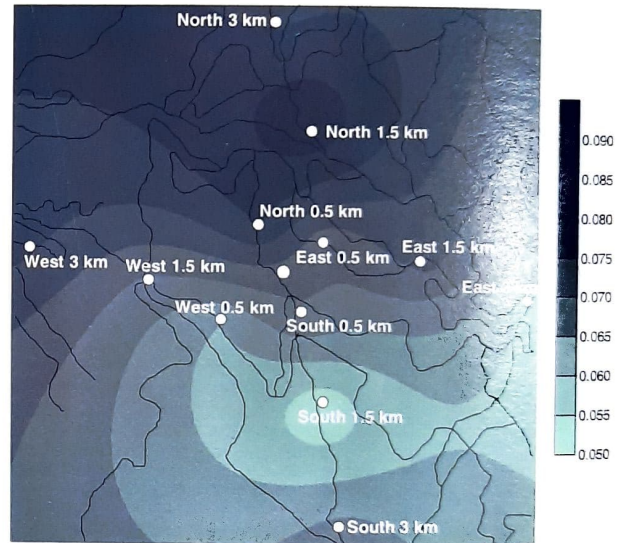 North 3 km
North 1.5 km
North 0.5 km
East 0.5 km
East 1.5 km
West 3 km
West 1.5 km
East
West 0.5 km
South 0.5 km
South 1.5 km
South 3 km
0.090
0.085
0.080
0.075
0.070
0.065
0.060
0.055
0.050